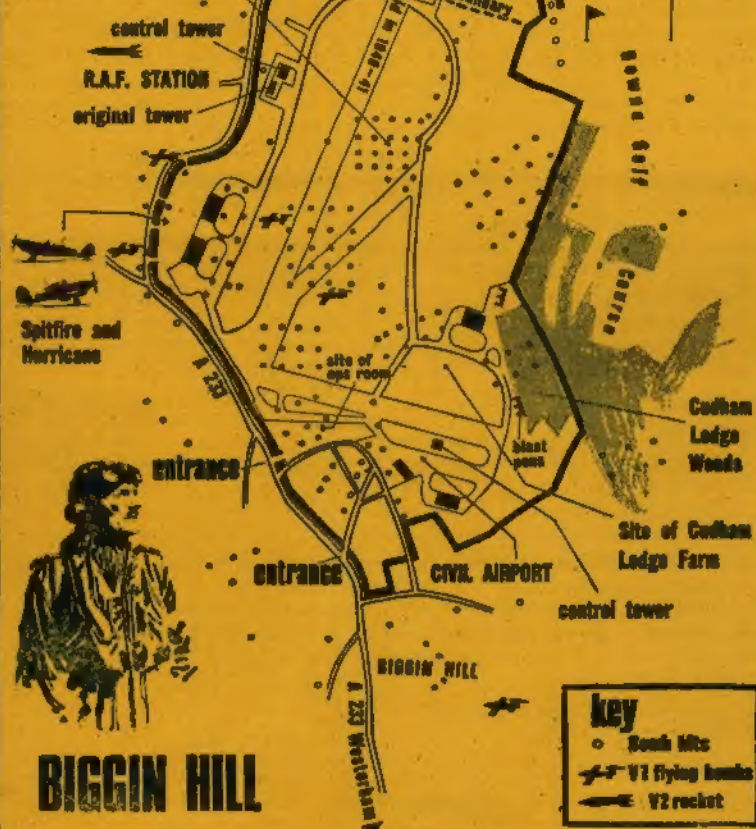 control tower
R.A.F. STATION
original tower
Downs Golf
Course
Spitfire and
Hurricane
A 233
site of
ops room
entrance
blast
pens
Cudham
Lodge
Woods
Site of Cudham
Lodge Farm
entrance
CIVIL AIRPORT
control tower
BIGGIN HILL
A 233 Westerham
BIGGIN HILL
key
Bomb hits
V1 flying bombs
V2 rocket